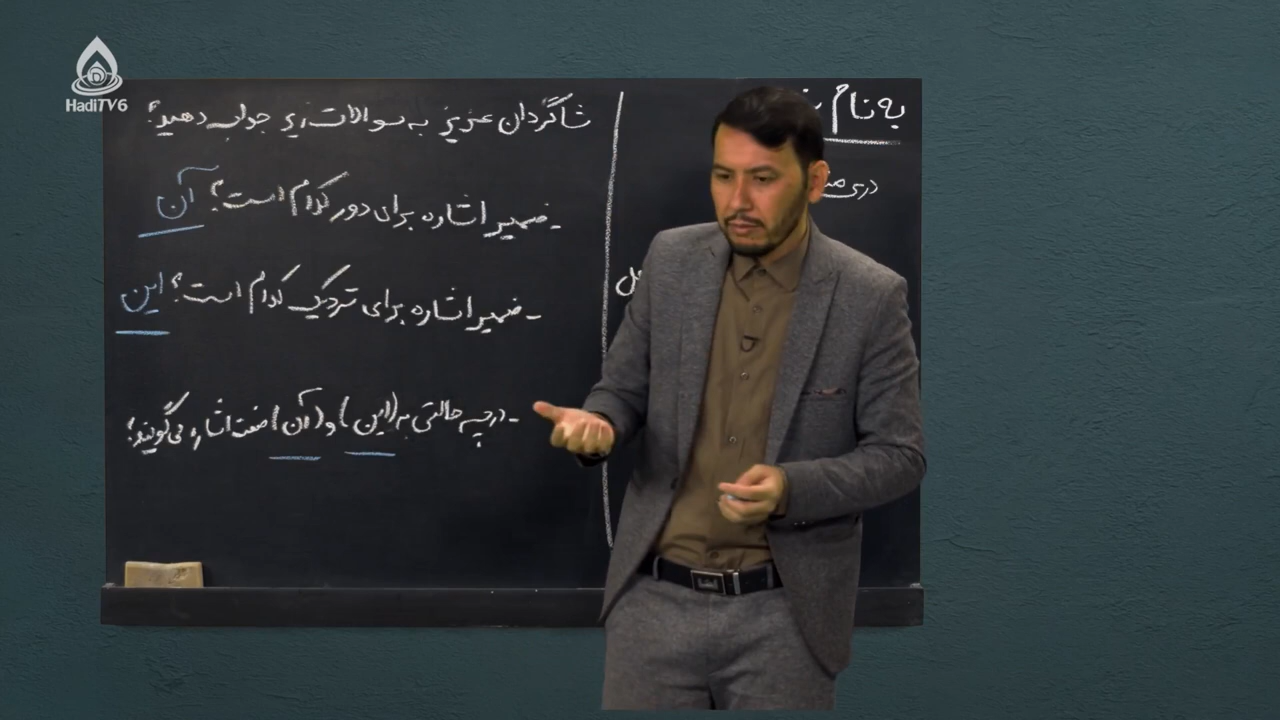 HadiTV6
به نام
درس
شاگردان عزیز به سوالات زیر جواب دهید؟
- ضمیر اشاره برای دور کدام است؟ آن
- ضمیر اشاره برای نزدیک کدام است؟ این
- در چه حالتی به (این) و (آن) صفت اشاره می‌گویند؟